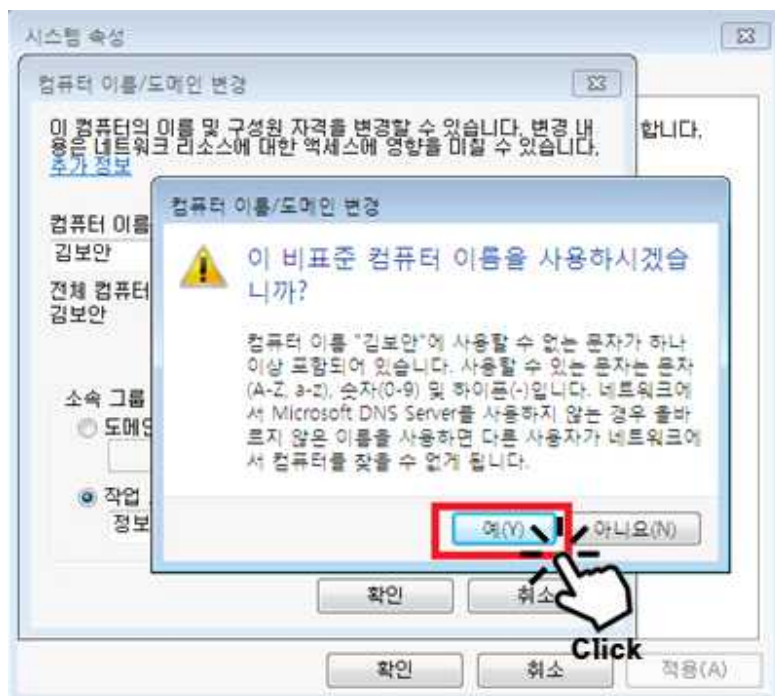 시스템 속성
컴퓨터 이름/도메인 변경
이 컴퓨터의 이름 및 구성원 자격을 변경할 수 있습니다. 변경 내
용은 네트워크 리소스에 대한 액세스에 영향을 미칠 수 있습니다.
추가 정보
합니다.
컴퓨터 이름
김보안
전체 컴퓨터
김보안
소속 그룹
도메인
작업
정보
컴퓨터 이름/도메인 변경
이 비표준 컴퓨터 이름을 사용하시겠습
니까?
컴퓨터 이름 "김보안"에 사용할 수 없는 문자가 하나
이상 포함되어 있습니다. 사용할 수 있는 문자는 문자
(A-Z, a-z), 숫자(0-9) 및 하이픈(-)입니다. 네트워크에
서 Microsoft DNS Server를 사용하지 않는 경우 올바
르지 않은 이름을 사용하면 다른 사용자가 네트워크에
서 컴퓨터를 찾을 수 없게 됩니다.
예(Y) 아니요(N)
확인 취소
Click
확인 취소 적용(A)